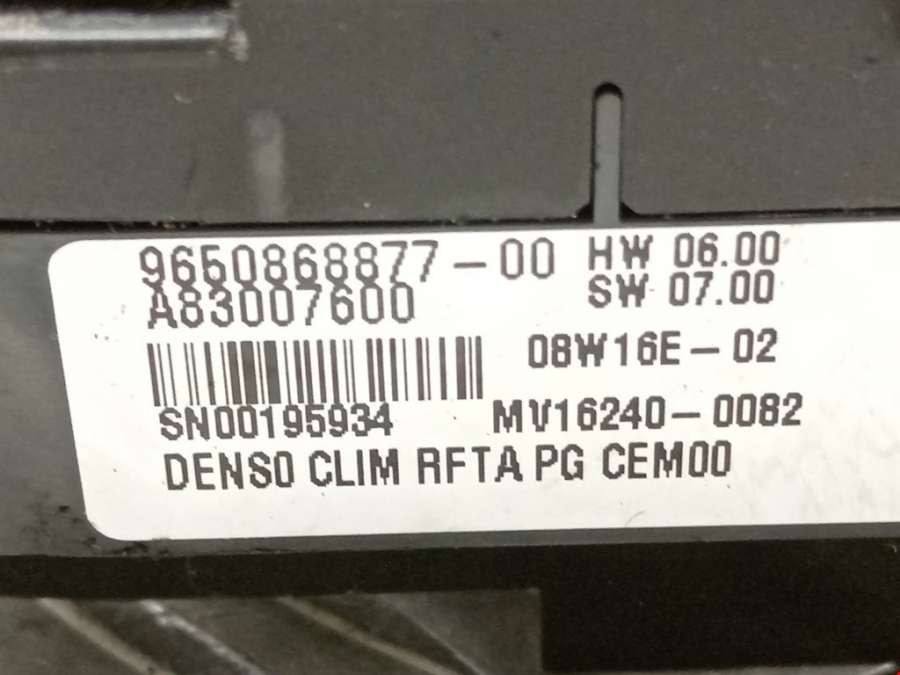 9650868877-00 HW 06.00
A83007600 SW 07.00
08W16E-02
SN00195934 MV16240-0082
DENSO CLIM RFTA PG CEM00